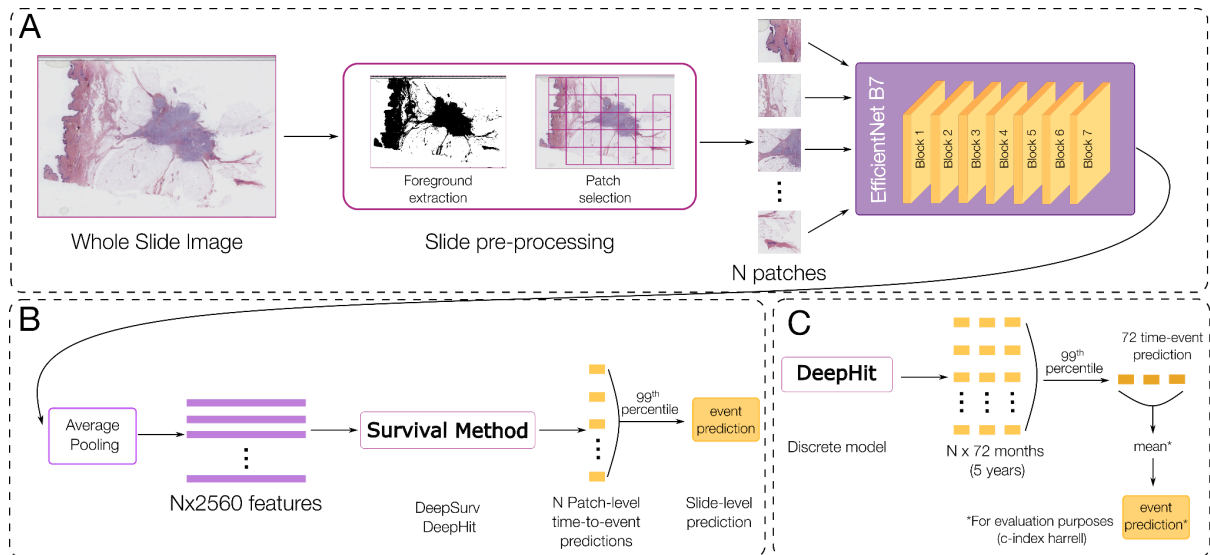 A
Whole Slide Image
Foreground
extraction
Patch
selection
Slide pre-processing
N patches
EfficientNet B7
Block 1
Block 2
Block 3
Block 4
Block 5
Block 6
Block 7
B
Average
Pooling
Nx2560 features
Survival Method
DeepSurv
DeepHit
N Patch-level
time-to-event
predictions
99th
percentile
event
prediction
Slide-level
prediction
C
DeepHit
Discrete model
N x 72 months
(5 years)
99th
percentile
72 time-event
prediction
mean*
event
prediction*
*For evaluation purposes
(c-index harrell)